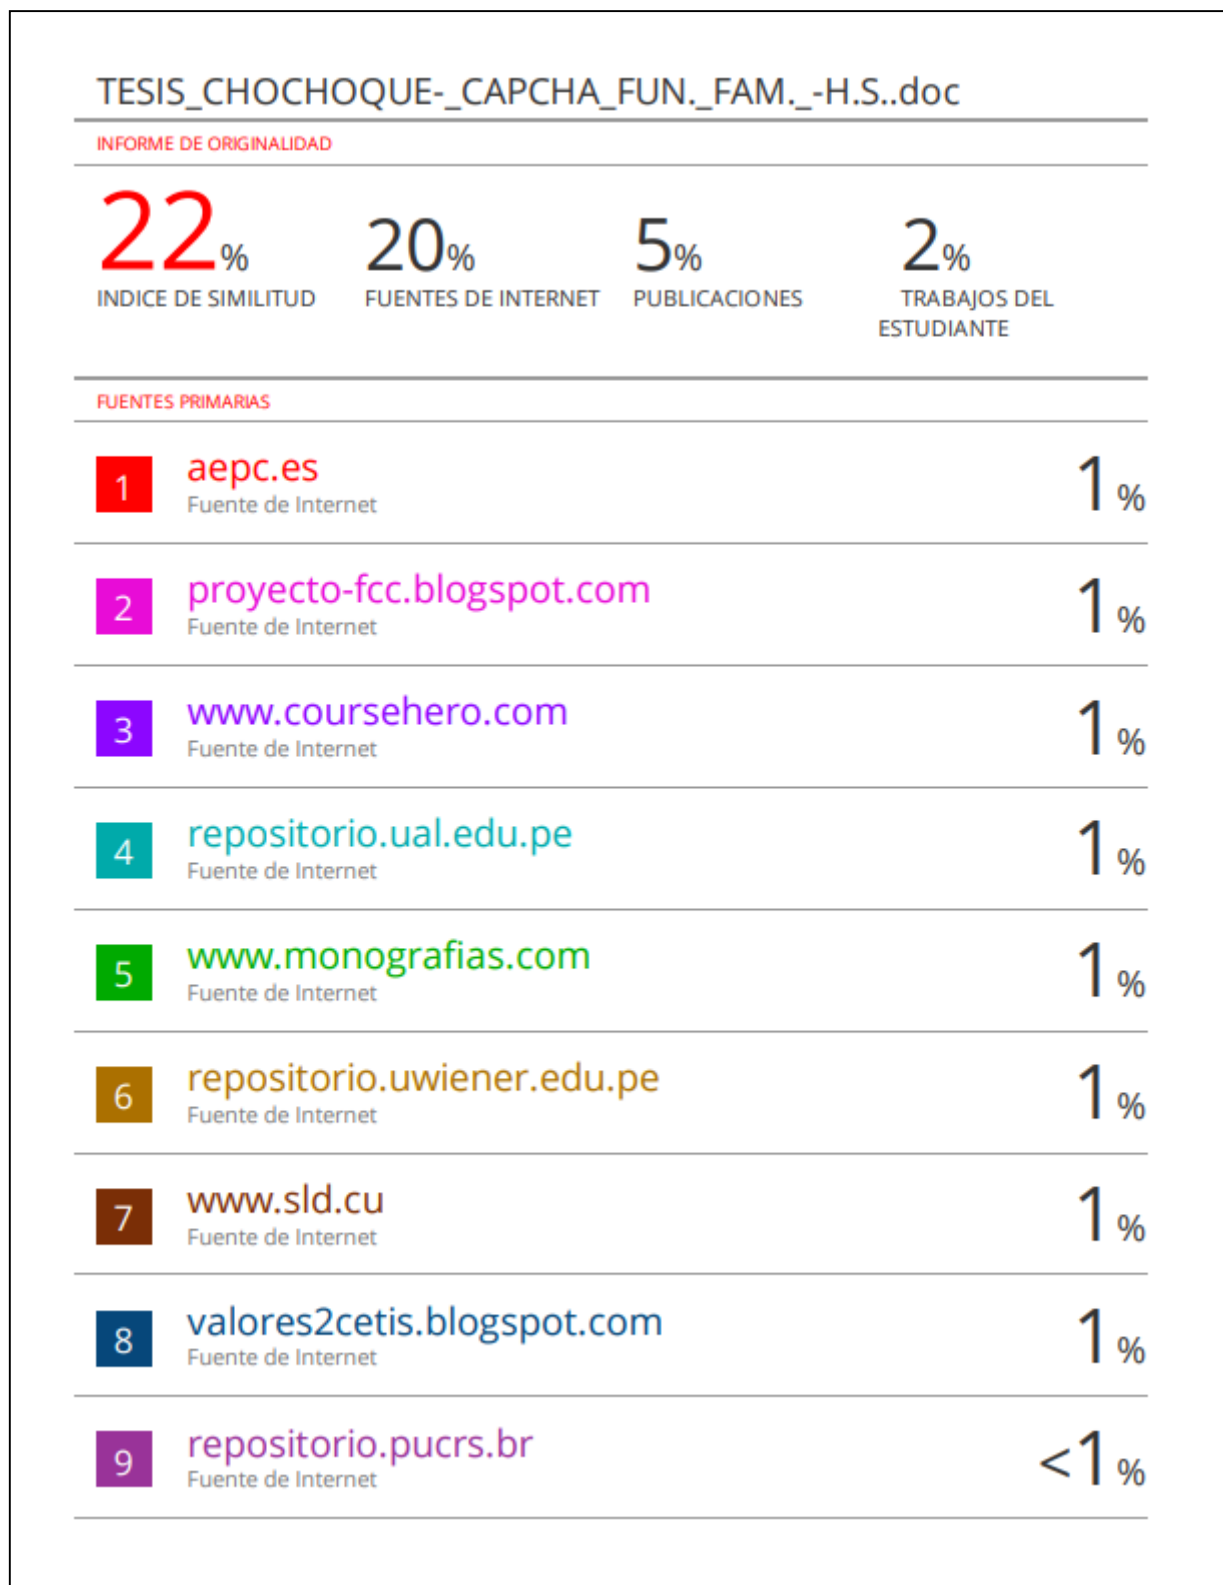 TESIS_CHOCHOQUE-_CAPCHA_FUN._FAM._-H.S..doc
INFORME DE ORIGINALIDAD
22%
20%
5%
2%
INDICE DE SIMILITUD
FUENTES DE INTERNET
PUBLICACIONES
TRABAJOS DEL
ESTUDIANTE
FUENTES PRIMARIAS
1
aepc.es
Fuente de Internet
1%
2
proyecto-fcc.blogspot.com
Fuente de Internet
1%
3
www.coursehero.com
Fuente de Internet
1%
4
repositorio.ual.edu.pe
Fuente de Internet
1%
5
www.monografias.com
Fuente de Internet
1%
6
repositorio.uwiener.edu.pe
Fuente de Internet
1%
7
www.sld.cu
Fuente de Internet
1%
8
valores2cetis.blogspot.com
Fuente de Internet
1%
9
repositorio.pucrs.br
Fuente de Internet
<1%